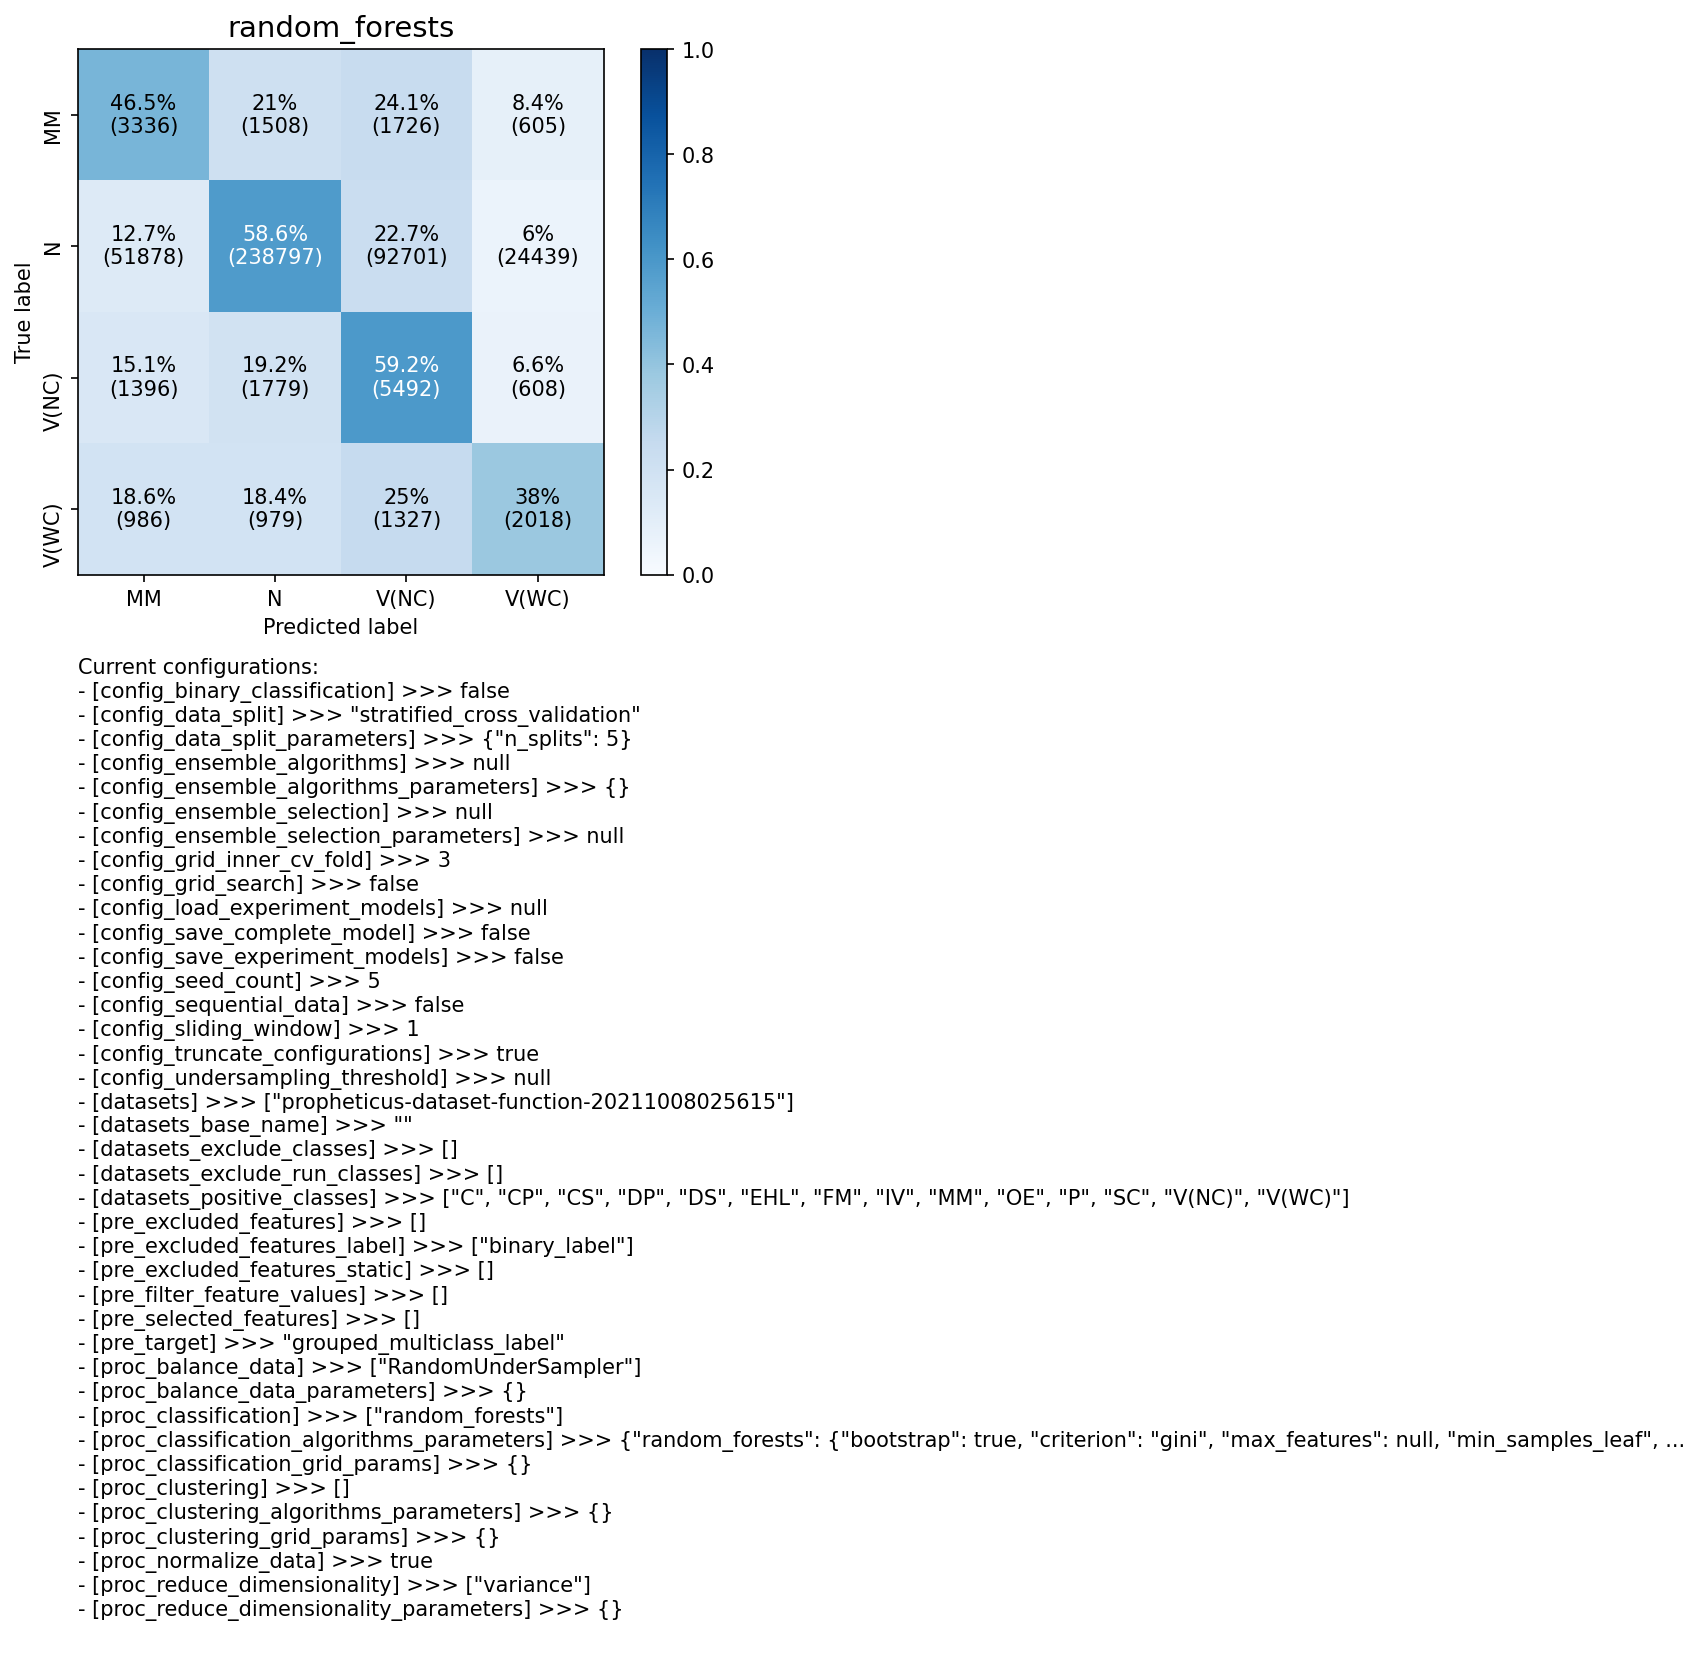 random_forests
46.5% 21% 24.1% 8.4%
(3336) (1508) (1726) (605)
12.7% 58.6% 22.7% 6%
(51878) (238797) (92701) (24439)
15.1% 19.2% 59.2% 6.6%
(1396) (1779) (5492) (608)
18.6% 18.4% 25% 38%
(986) (979) (1327) (2018)
True label
MM
N
V(NC)
V(WC)
MM N V(NC) V(WC)
Predicted label
1.0
0.8
0.6
0.4
0.2
0.0
Current configurations:
- [config_binary_classification] >>> false
- [config_data_split] >>> "stratified_cross_validation"
- [config_data_split_parameters] >>> {"n_splits": 5}
- [config_ensemble_algorithms] >>> null
- [config_ensemble_algorithms_parameters] >>> {}
- [config_ensemble_selection] >>> null
- [config_ensemble_selection_parameters] >>> null
- [config_grid_inner_cv_fold] >>> 3
- [config_grid_search] >>> false
- [config_load_experiment_models] >>> null
- [config_save_complete_model] >>> false
- [config_save_experiment_models] >>> false
- [config_seed_count] >>> 5
- [config_sequential_data] >>> false
- [config_sliding_window] >>> 1
- [config_truncate_configurations] >>> true
- [config_undersampling_threshold] >>> null
- [datasets] >>> ["propheticus-dataset-function-20211008025615"]
- [datasets_base_name] >>> ""
- [datasets_exclude_classes] >>> []
- [datasets_exclude_run_classes] >>> []
- [datasets_positive_classes] >>> ["C", "CP", "CS", "DP", "DS", "EHL", "FM", "IV", "MM", "OE", "P", "SC", "V(NC)", "V(WC)"]
- [pre_excluded_features] >>> []
- [pre_excluded_features_label] >>> ["binary_label"]
- [pre_excluded_features_static] >>> []
- [pre_filter_feature_values] >>> []
- [pre_selected_features] >>> []
- [pre_target] >>> "grouped_multiclass_label"
- [proc_balance_data] >>> ["RandomUnderSampler"]
- [proc_balance_data_parameters] >>> {}
- [proc_classification] >>> ["random_forests"]
- [proc_classification_algorithms_parameters] >>> {"random_forests": {"bootstrap": true, "criterion": "gini", "max_features": null, "min_samples_leaf", ...
- [proc_classification_grid_params] >>> {}
- [proc_clustering] >>> []
- [proc_clustering_algorithms_parameters] >>> {}
- [proc_clustering_grid_params] >>> {}
- [proc_normalize_data] >>> true
- [proc_reduce_dimensionality] >>> ["variance"]
- [proc_reduce_dimensionality_parameters] >>> {}